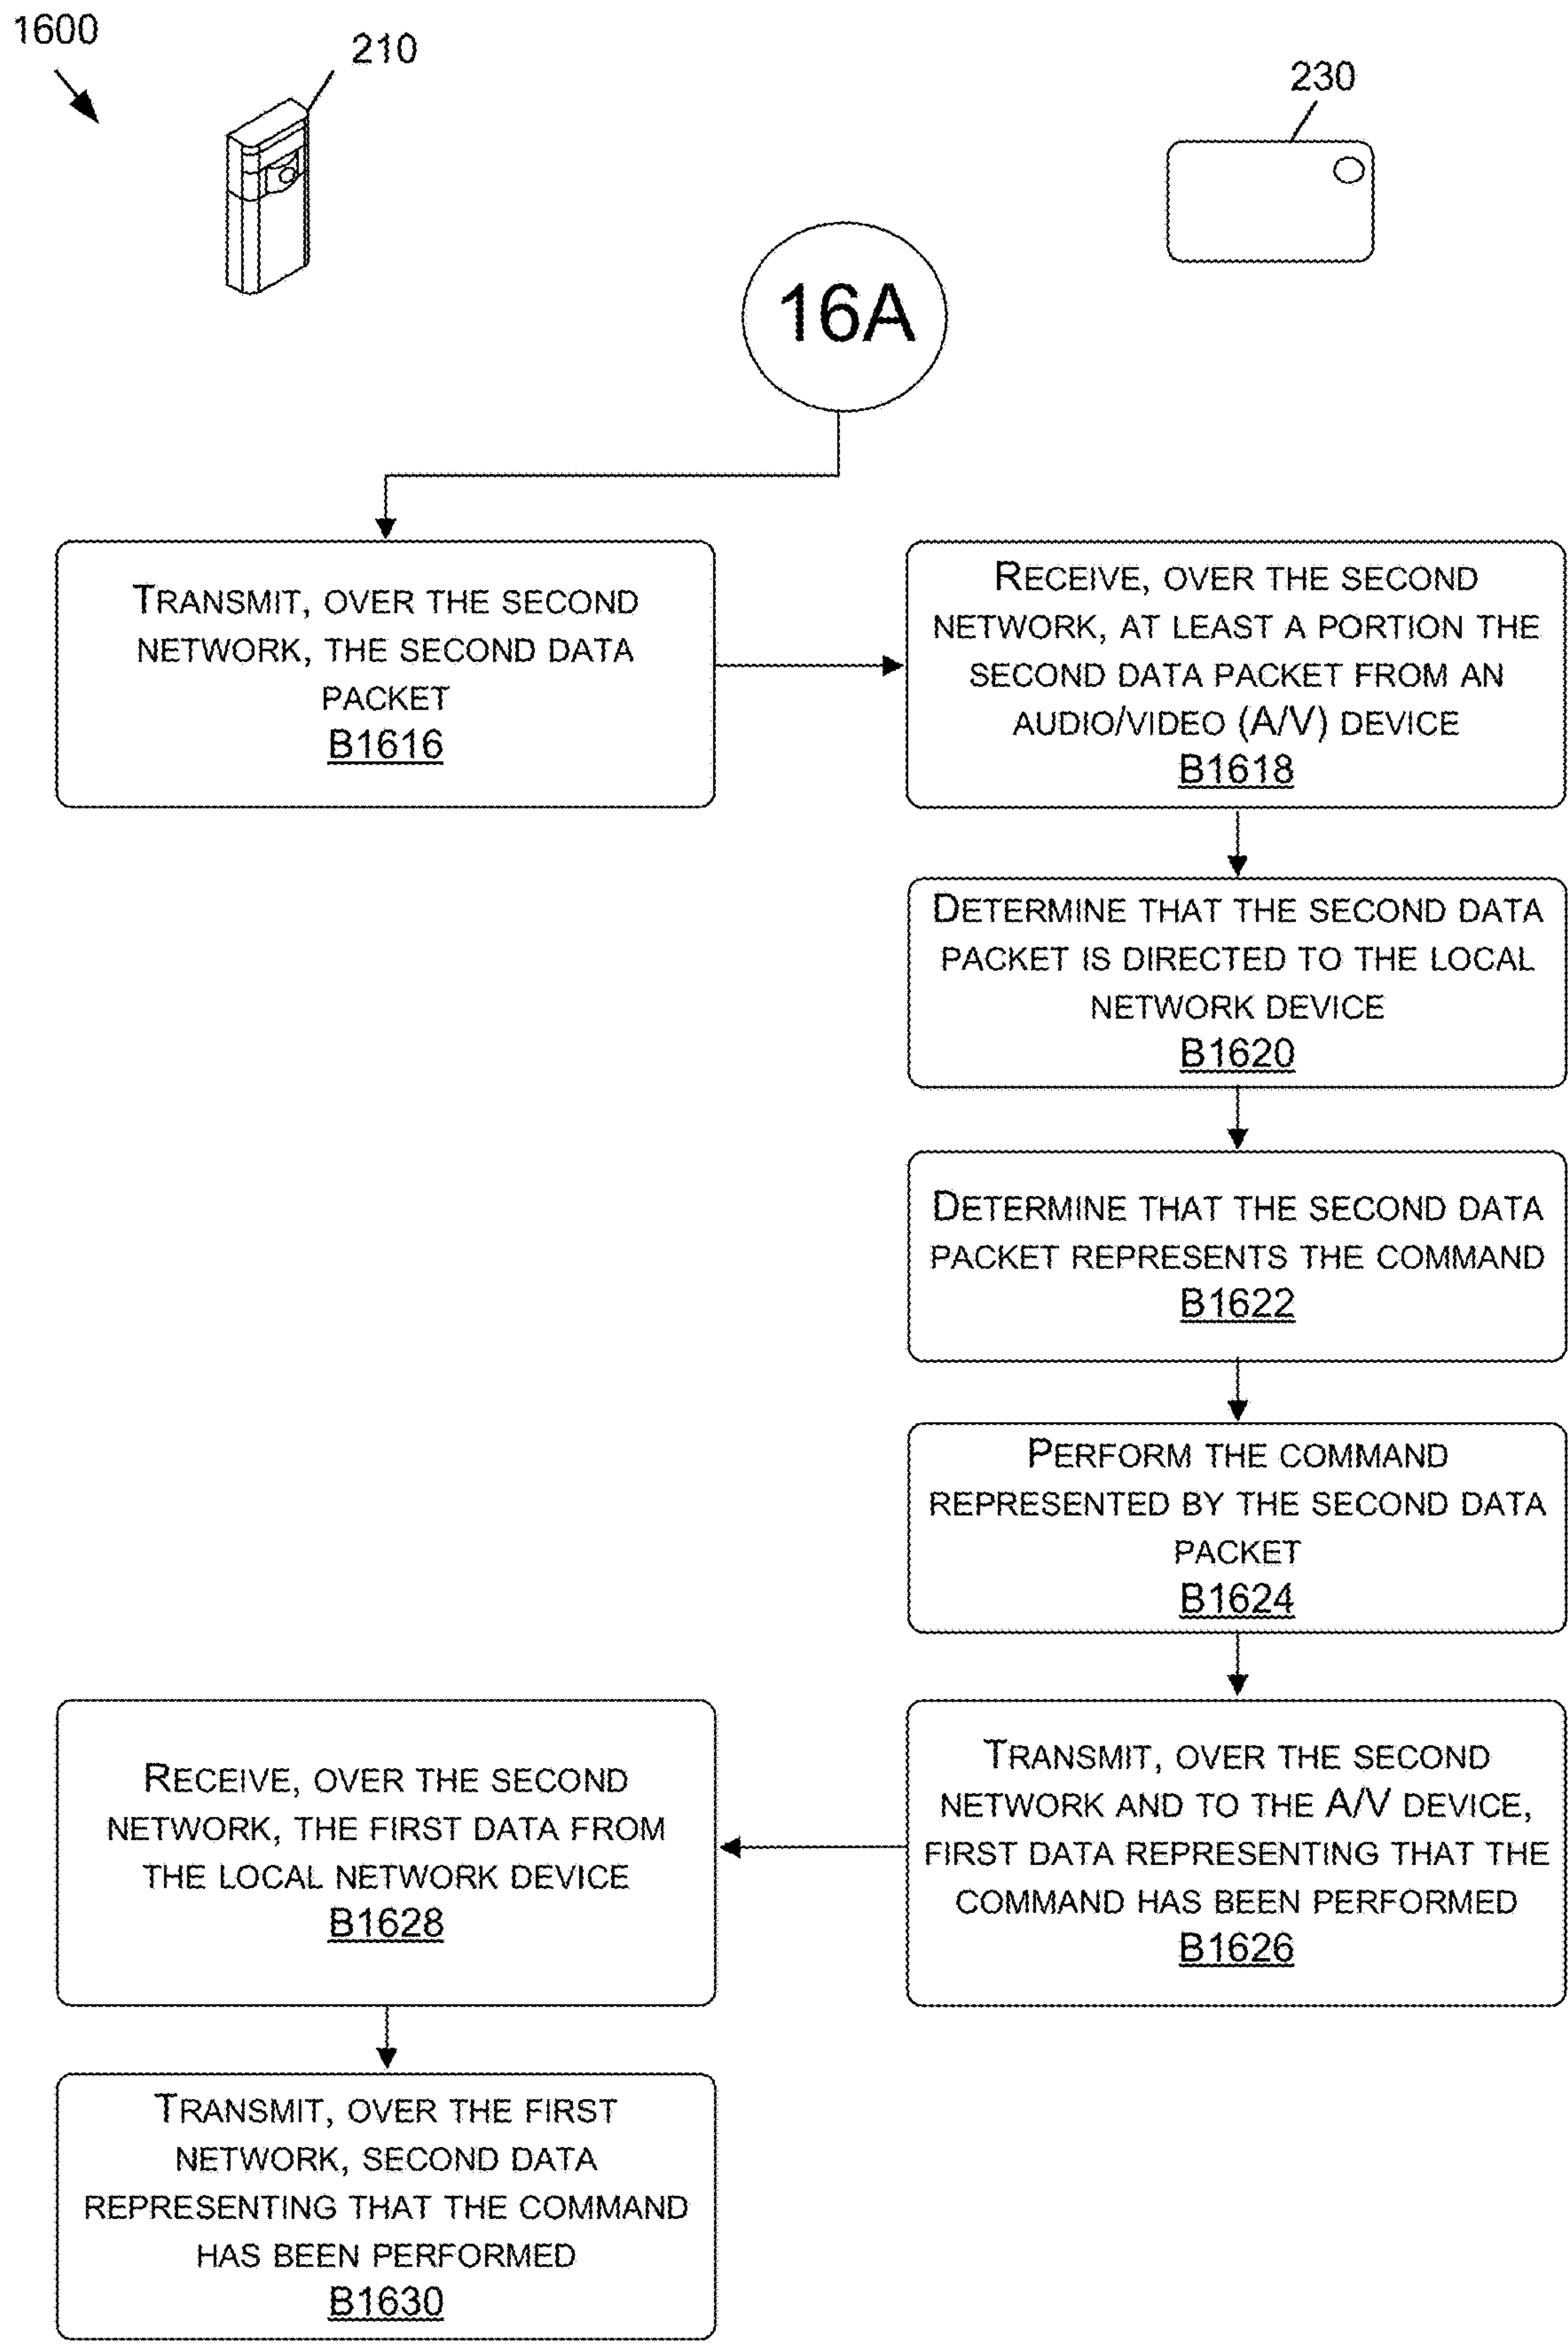 1600
210
230
16A
TRANSMIT, OVER THE SECOND
NETWORK, THE SECOND DATA
PACKET
B1616
RECEIVE, OVER THE SECOND
NETWORK, AT LEAST A PORTION THE
SECOND DATA PACKET FROM AN
AUDIO/VIDEO (A/V) DEVICE
B1618
DETERMINE THAT THE SECOND DATA
PACKET IS DIRECTED TO THE LOCAL
NETWORK DEVICE
B1620
DETERMINE THAT THE SECOND DATA
PACKET REPRESENTS THE COMMAND
B1622
PERFORM THE COMMAND
REPRESENTED BY THE SECOND DATA
PACKET
B1624
TRANSMIT, OVER THE SECOND
NETWORK AND TO THE A/V DEVICE,
FIRST DATA REPRESENTING THAT THE
COMMAND HAS BEEN PERFORMED
B1626
RECEIVE, OVER THE SECOND
NETWORK, THE FIRST DATA FROM
THE LOCAL NETWORK DEVICE
B1628
TRANSMIT, OVER THE FIRST
NETWORK, SECOND DATA
REPRESENTING THAT THE COMMAND
HAS BEEN PERFORMED
B1630